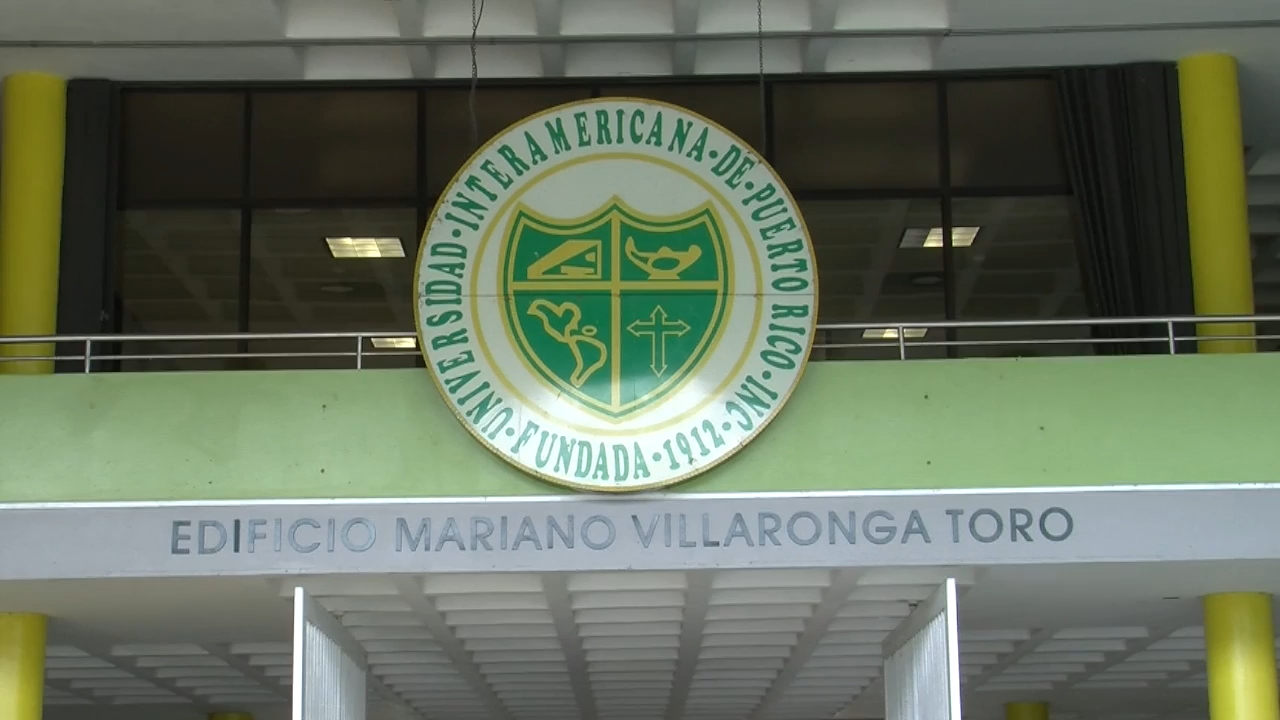 UNIVERSIDAD · INTERAMERICANA · DE · PUERTO RICO · INC ·
FUNDADA · 1912 ·
EDIFICIO MARIANO VILLARONGA TORO